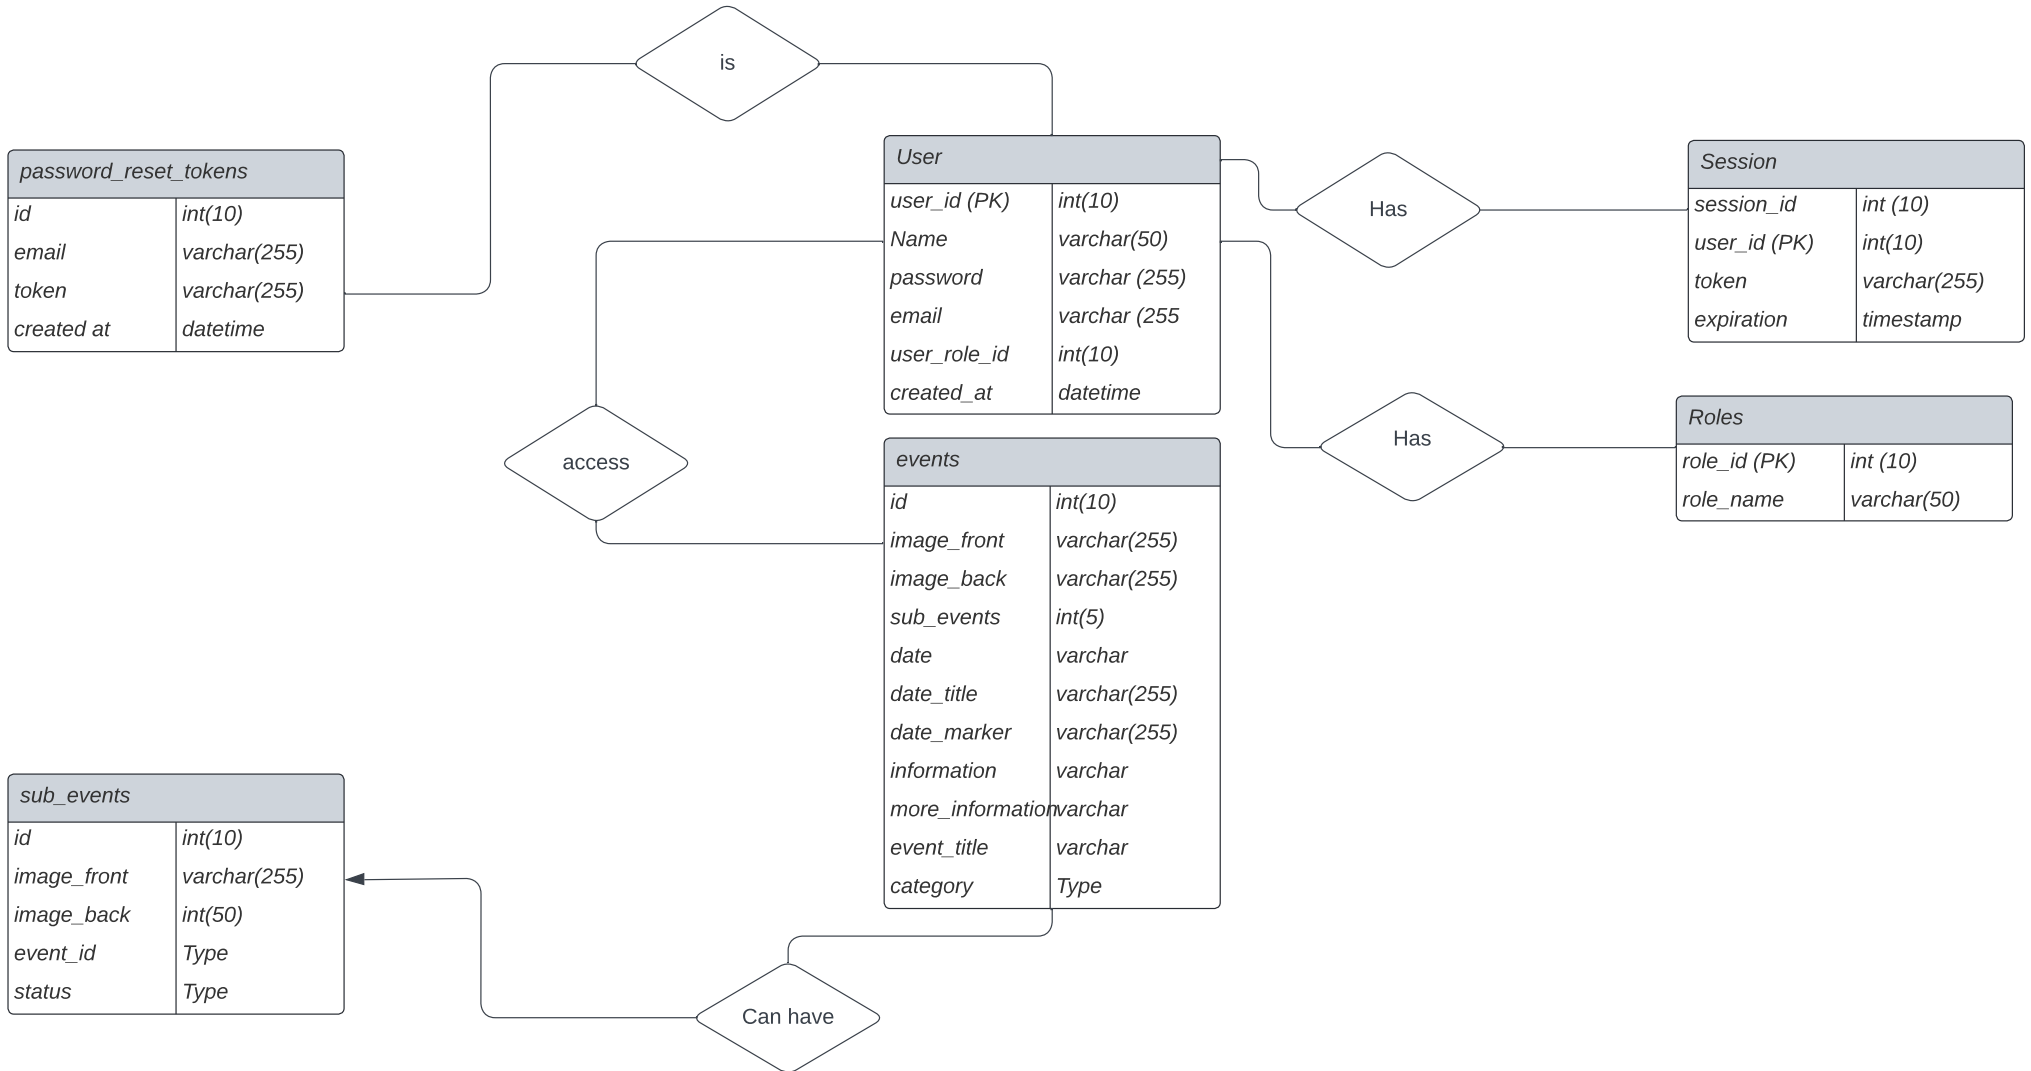 is
password_reset_tokens
id int(10)
email varchar(255)
token varchar(255)
created at datetime
User
user_id (PK) int(10)
Name varchar(50)
password varchar (255)
email varchar (255
user_role_id int(10)
created_at datetime
Has
Session
session_id int (10)
user_id (PK) int(10)
token varchar(255)
expiration timestamp
access
Has
Roles
role_id (PK) int (10)
role_name varchar(50)
events
id int(10)
image_front varchar(255)
image_back varchar(255)
sub_events int(5)
date varchar
date_title varchar(255)
date_marker varchar(255)
information varchar
more_information varchar
event_title varchar
category Type
sub_events
id int(10)
image_front varchar(255)
image_back int(50)
event_id Type
status Type
Can have